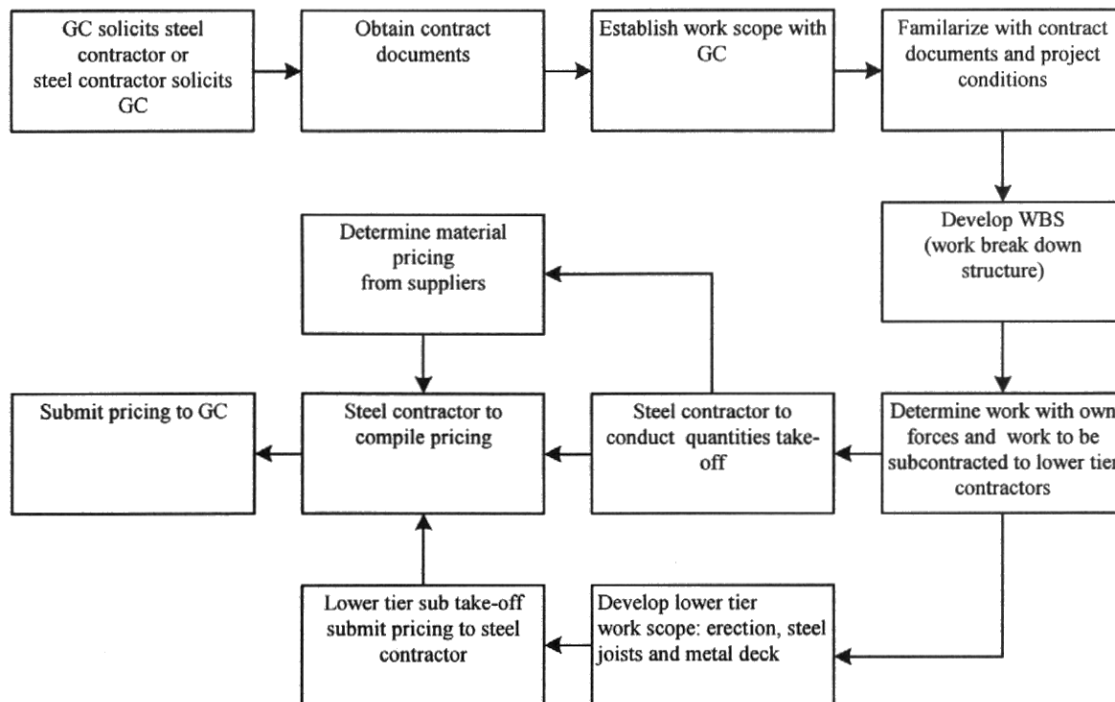 GC solicits steel
contractor or
steel contractor solicits
GC
Obtain contract
documents
Establish work scope with
GC
Familarize with contract
documents and project
conditions
Develop WBS
(work break down
structure)
Determine material
pricing
from suppliers
Submit pricing to GC
Steel contractor to
compile pricing
Steel contractor to
conduct quantities take-
off
Determine work with own
forces and work to be
subcontracted to lower tier
contractors
Lower tier sub take-off
submit pricing to steel
contractor
Develop lower tier
work scope: erection, steel
joists and metal deck